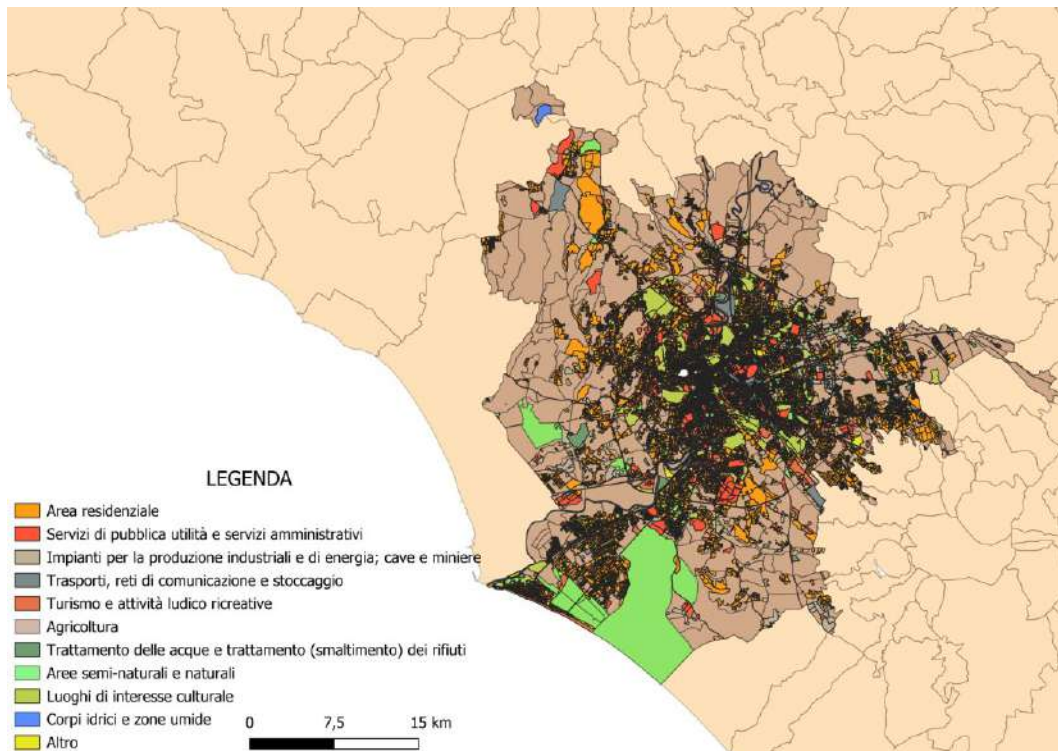 LEGENDA
Area residenziale
Servizi di pubblica utilità e servizi amministrativi
Impianti per la produzione industriali e di energia; cave e miniere
Trasporti, reti di comunicazione e stoccaggio
Turismo e attività ludico ricreative
Agricoltura
Trattamento delle acque e trattamento (smaltimento) dei rifiuti
Aree semi-naturali e naturali
Luoghi di interesse culturale
Corpi idrici e zone umide
Altro
0 7,5 15 km